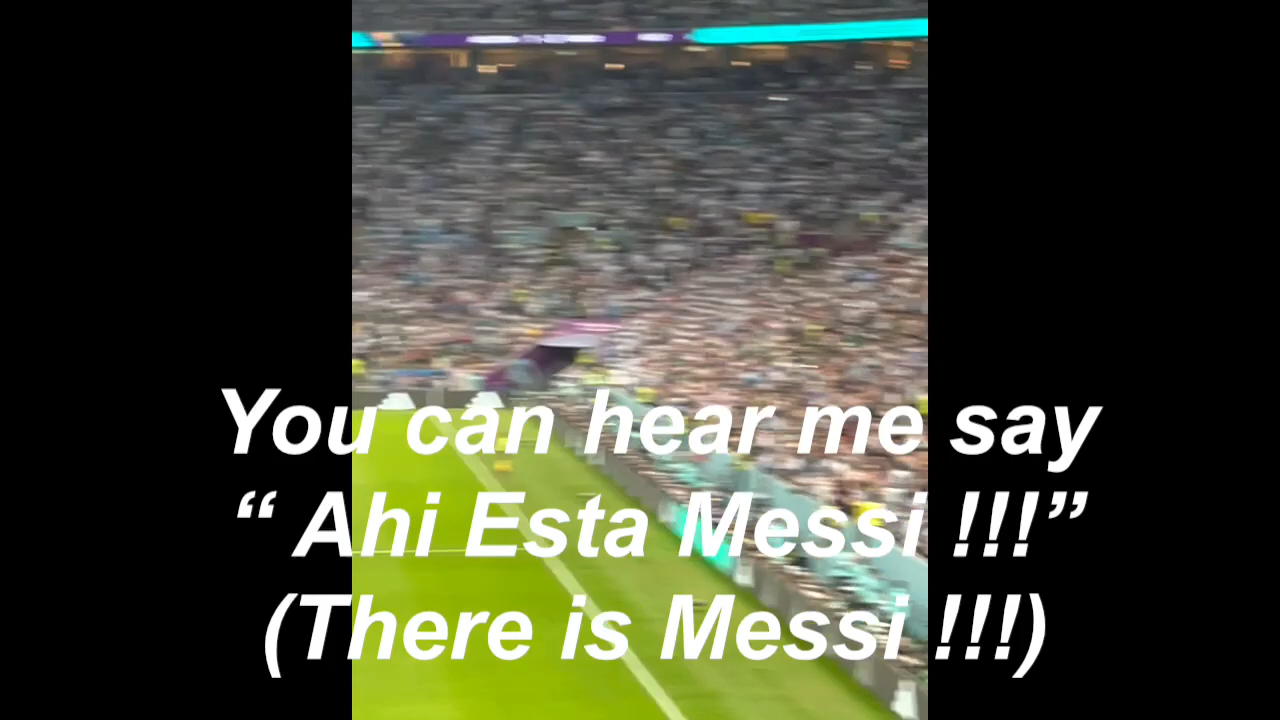 You can hear me say
“ Ahi Esta Messi !!!”
(There is Messi !!!)